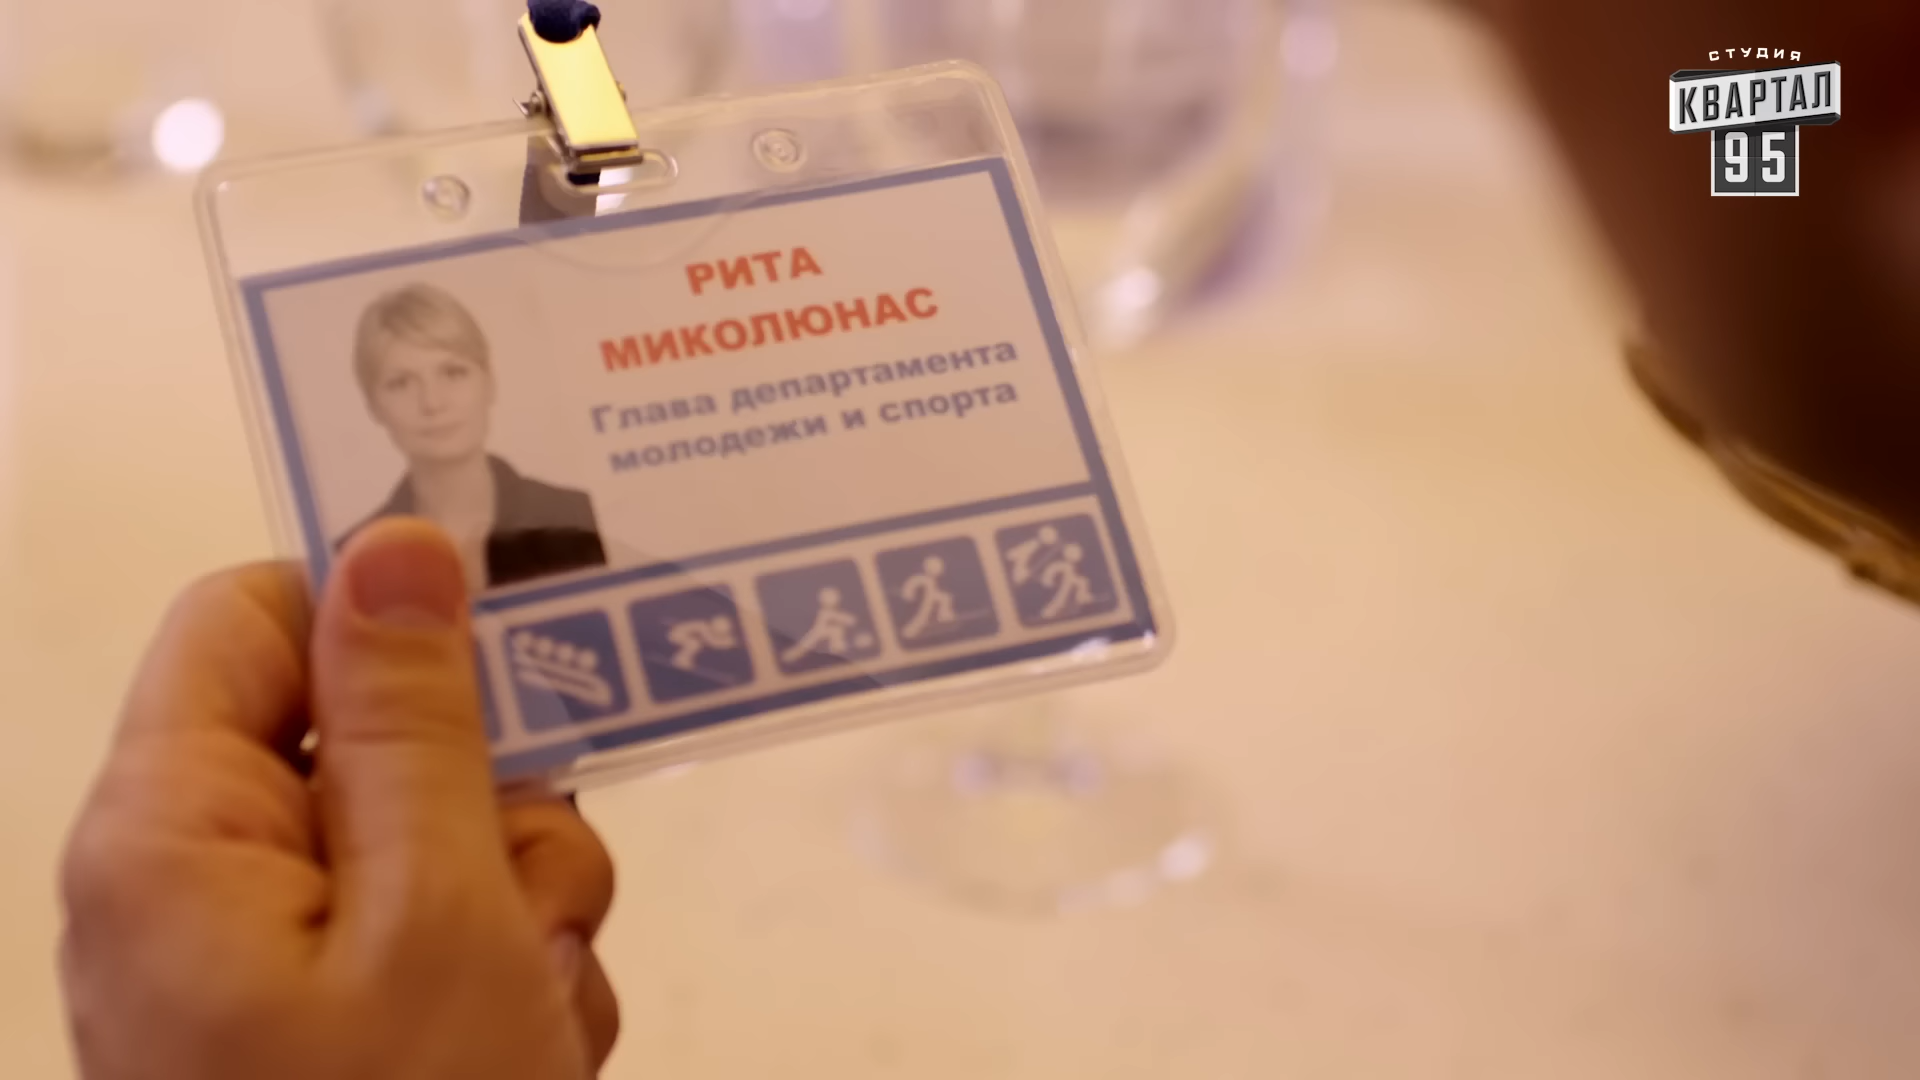 СТУДИЯ
КВАРТАЛ
95
РИТА
МИКОЛЮНАС
Глава департамента
молодежи и спорта